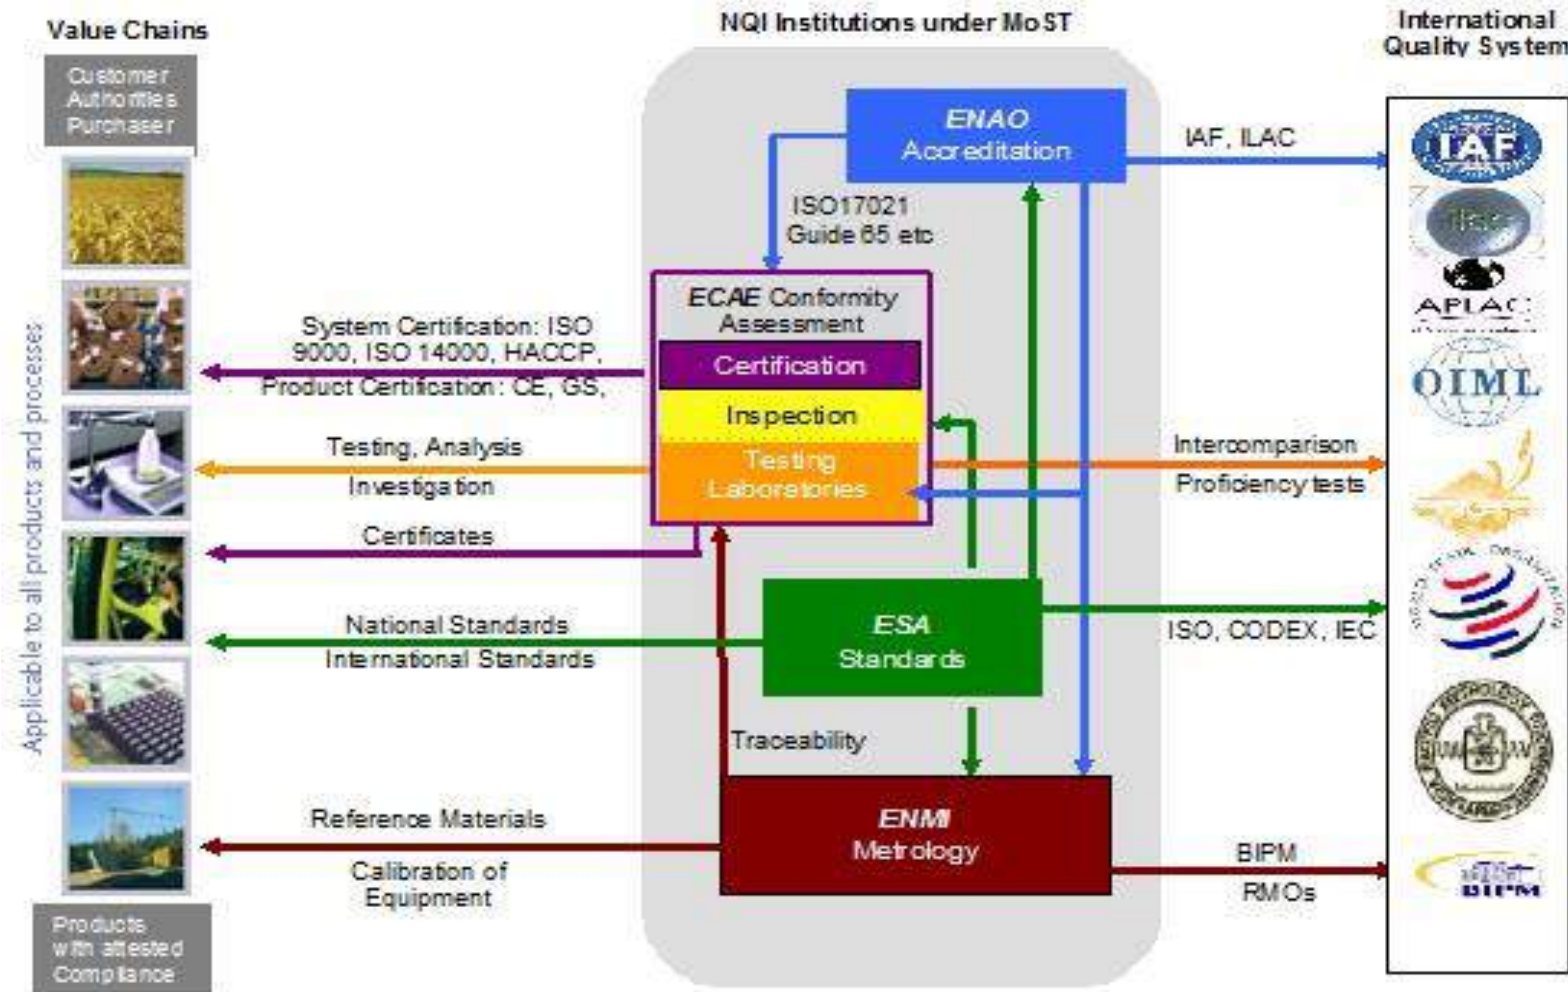 Value Chains
NQI Institutions under MoST
International
Quality System
Customer
Authorities
Purchaser
Applicable to all products and processes
ENAO
Accreditation
IAF, ILAC
ISO17021
Guide 65 etc
ECAE Conformity
Assessment
Certification
Inspection
Testing
Laboratories
System Certification: ISO
9000, ISO 14000, HACCP,
Product Certification: CE, GS,
Testing, Analysis
Investigation
Certificates
Intercomparison
Proficiency tests
ESA
Standards
National Standards
International Standards
ISO, CODEX, IEC
Traceability
ENMI
Metrology
Reference Materials
Calibration of
Equipment
BIPM
RMOs
Products
with attested
Compliance
IAF
ilac
APLAC
OIML
WORLD TRADE ORGANIZATION
BIPM